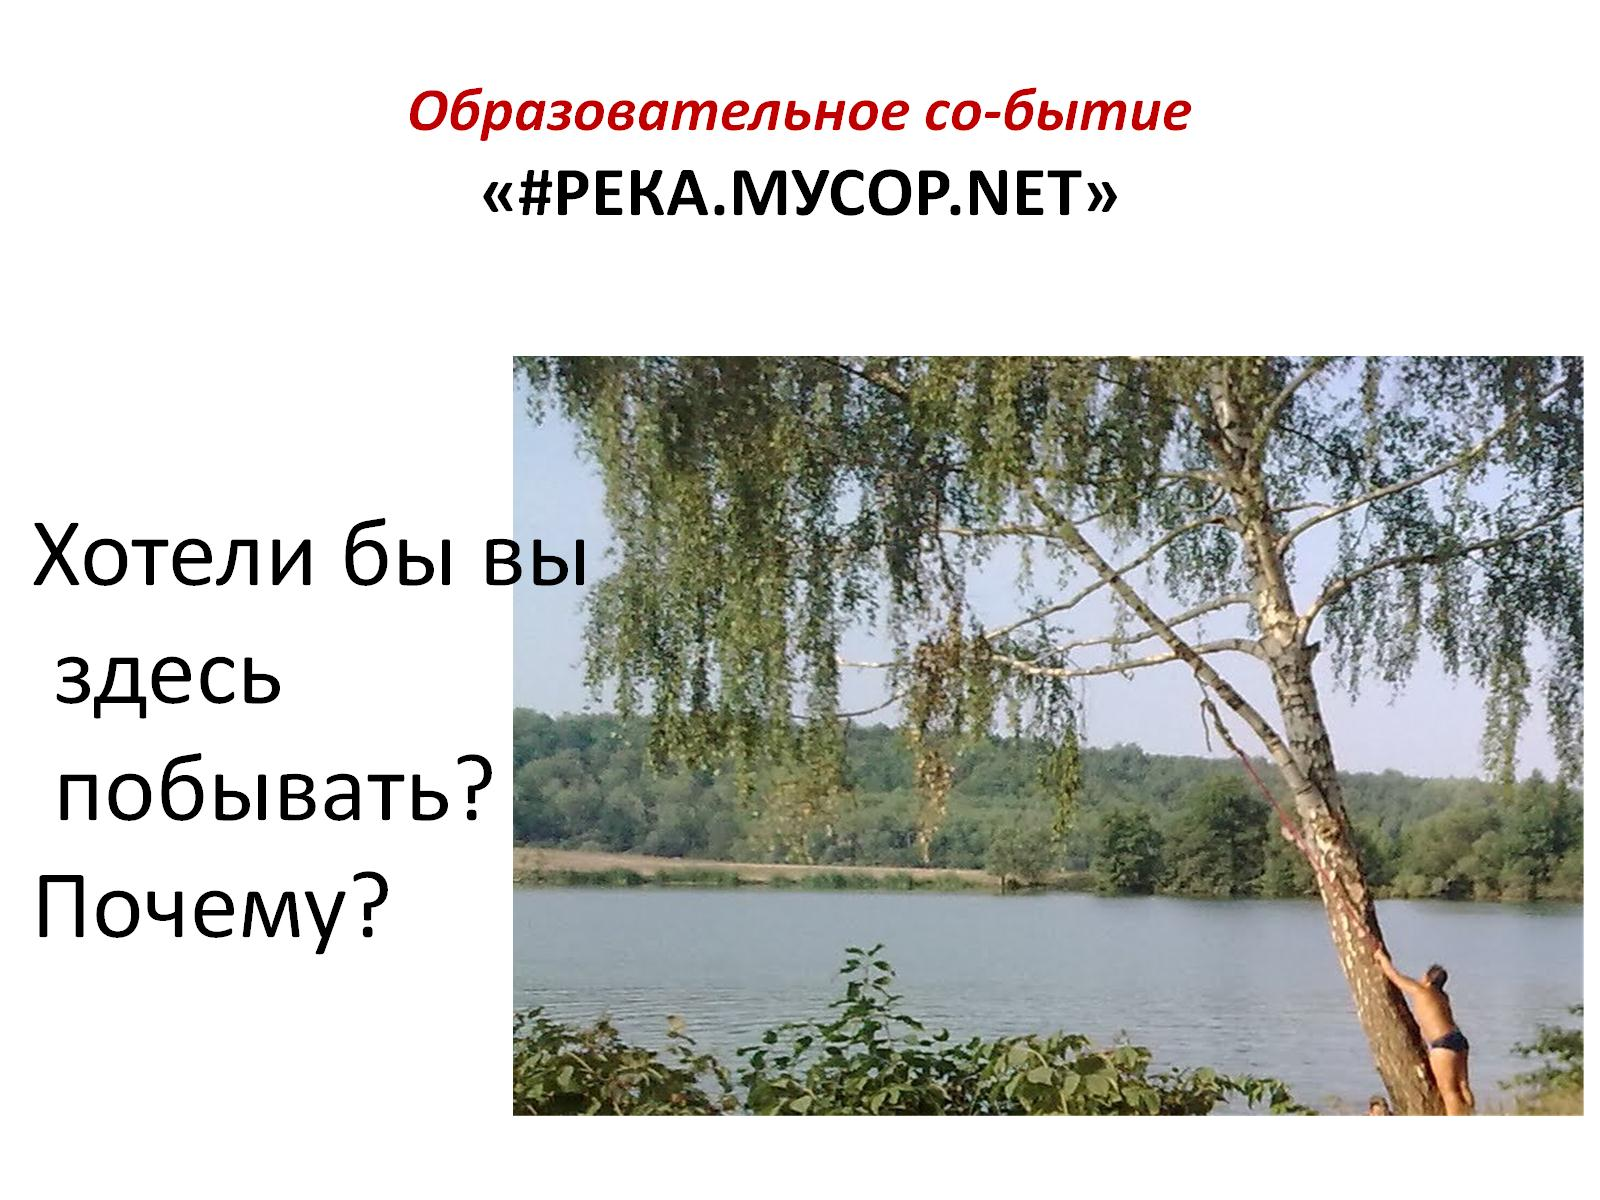 Образовательное со-бытие
«#РЕКА.МУСОР.NET»
Хотели бы вы
здесь
побывать?
Почему?